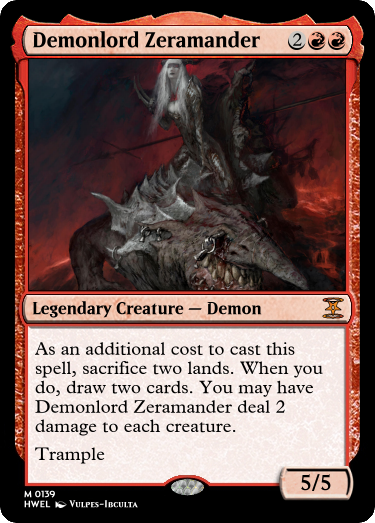 Demonlord Zeramander 2
Legendary Creature — Demon
As an additional cost to cast this
spell, sacrifice two lands. When you
do, draw two cards. You may have
Demonlord Zeramander deal 2
damage to each creature.
Trample
5/5
M 0139
HWEL Vulpes-Ibculta